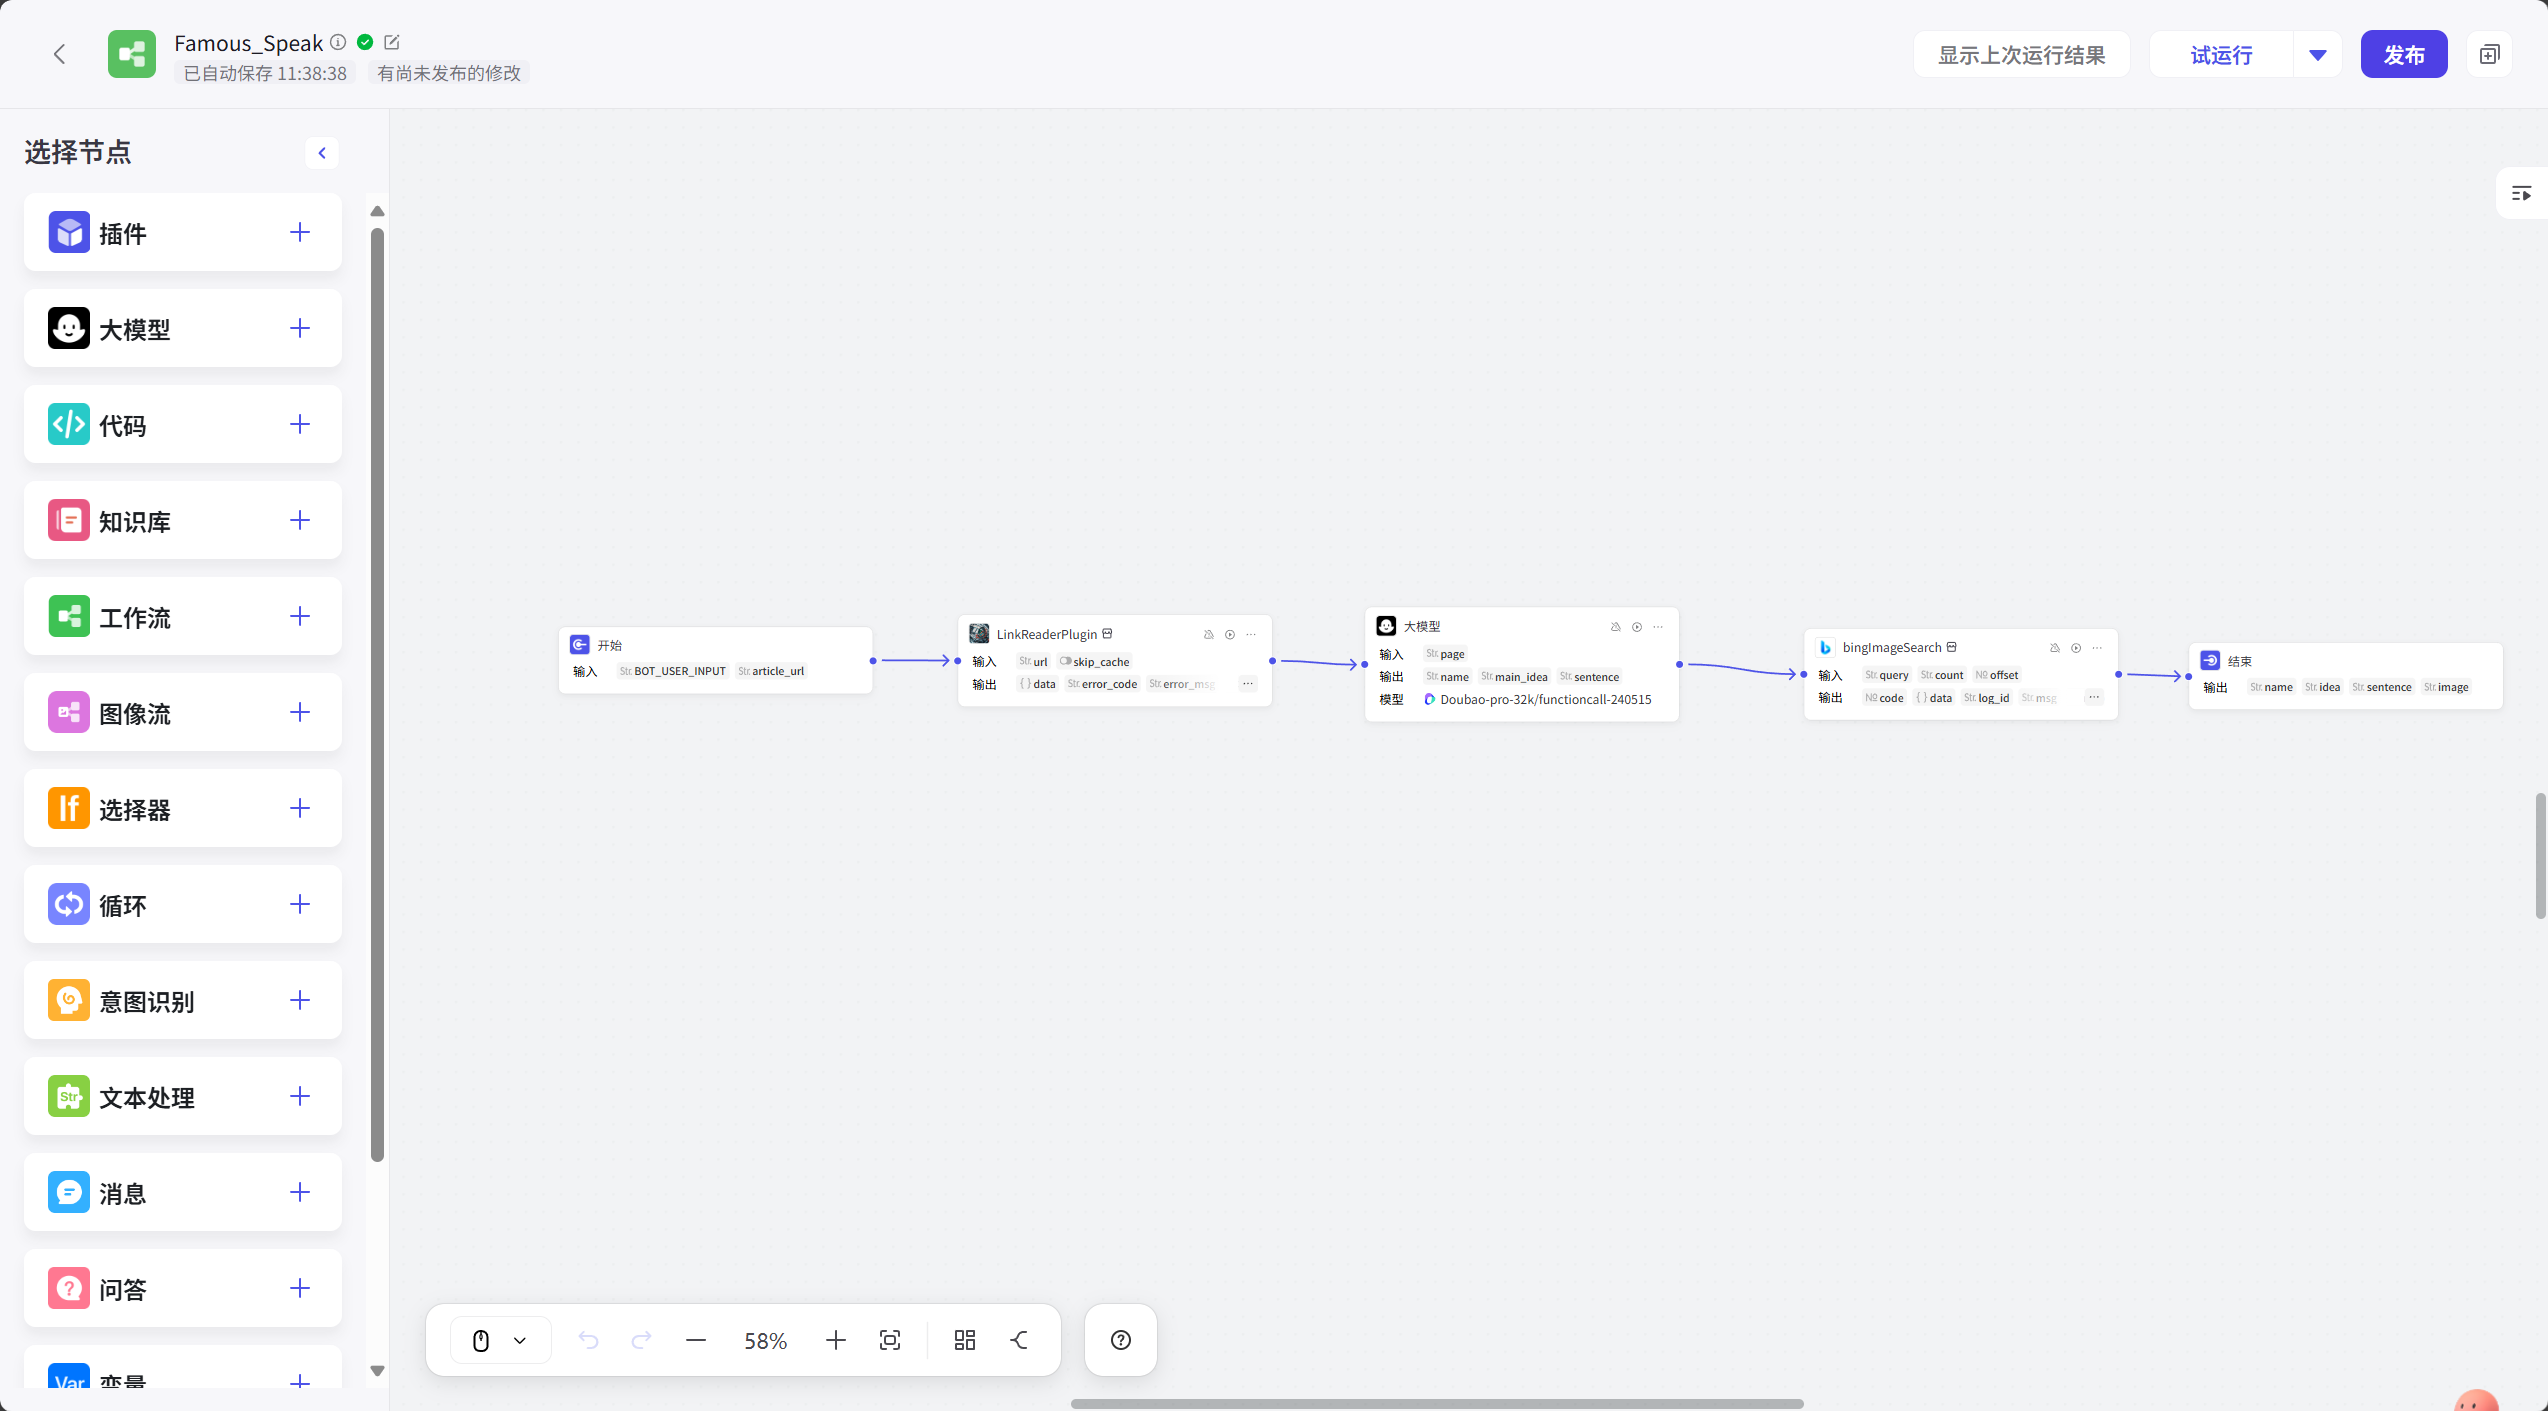 Famous_Speak
已自动保存 11:38:38 有尚未发布的修改
显示上次运行结果
试运行
发布
选择节点
插件
大模型
代码
知识库
工作流
图像流
If 选择器
循环
意图识别
Str 文本处理
消息
问答
Var 变量
开始
输入 Str. BOT_USER_INPUT Str. article_url
LinkReaderPlugin
输入 Str. url skip_cache
输出 { } data Str. error_code Str. error_msg ...
大模型
输入 Str. page
输出 Str. name Str. main_idea Str. sentence
模型 Doubao-pro-32k/functioncall-240515
bingImageSearch
输入 Str. query Str. count № offset
输出 № code { } data Str. log_id Str. msg ...
结束
输出 Str. name Str. idea Str. sentence Str. image
58%